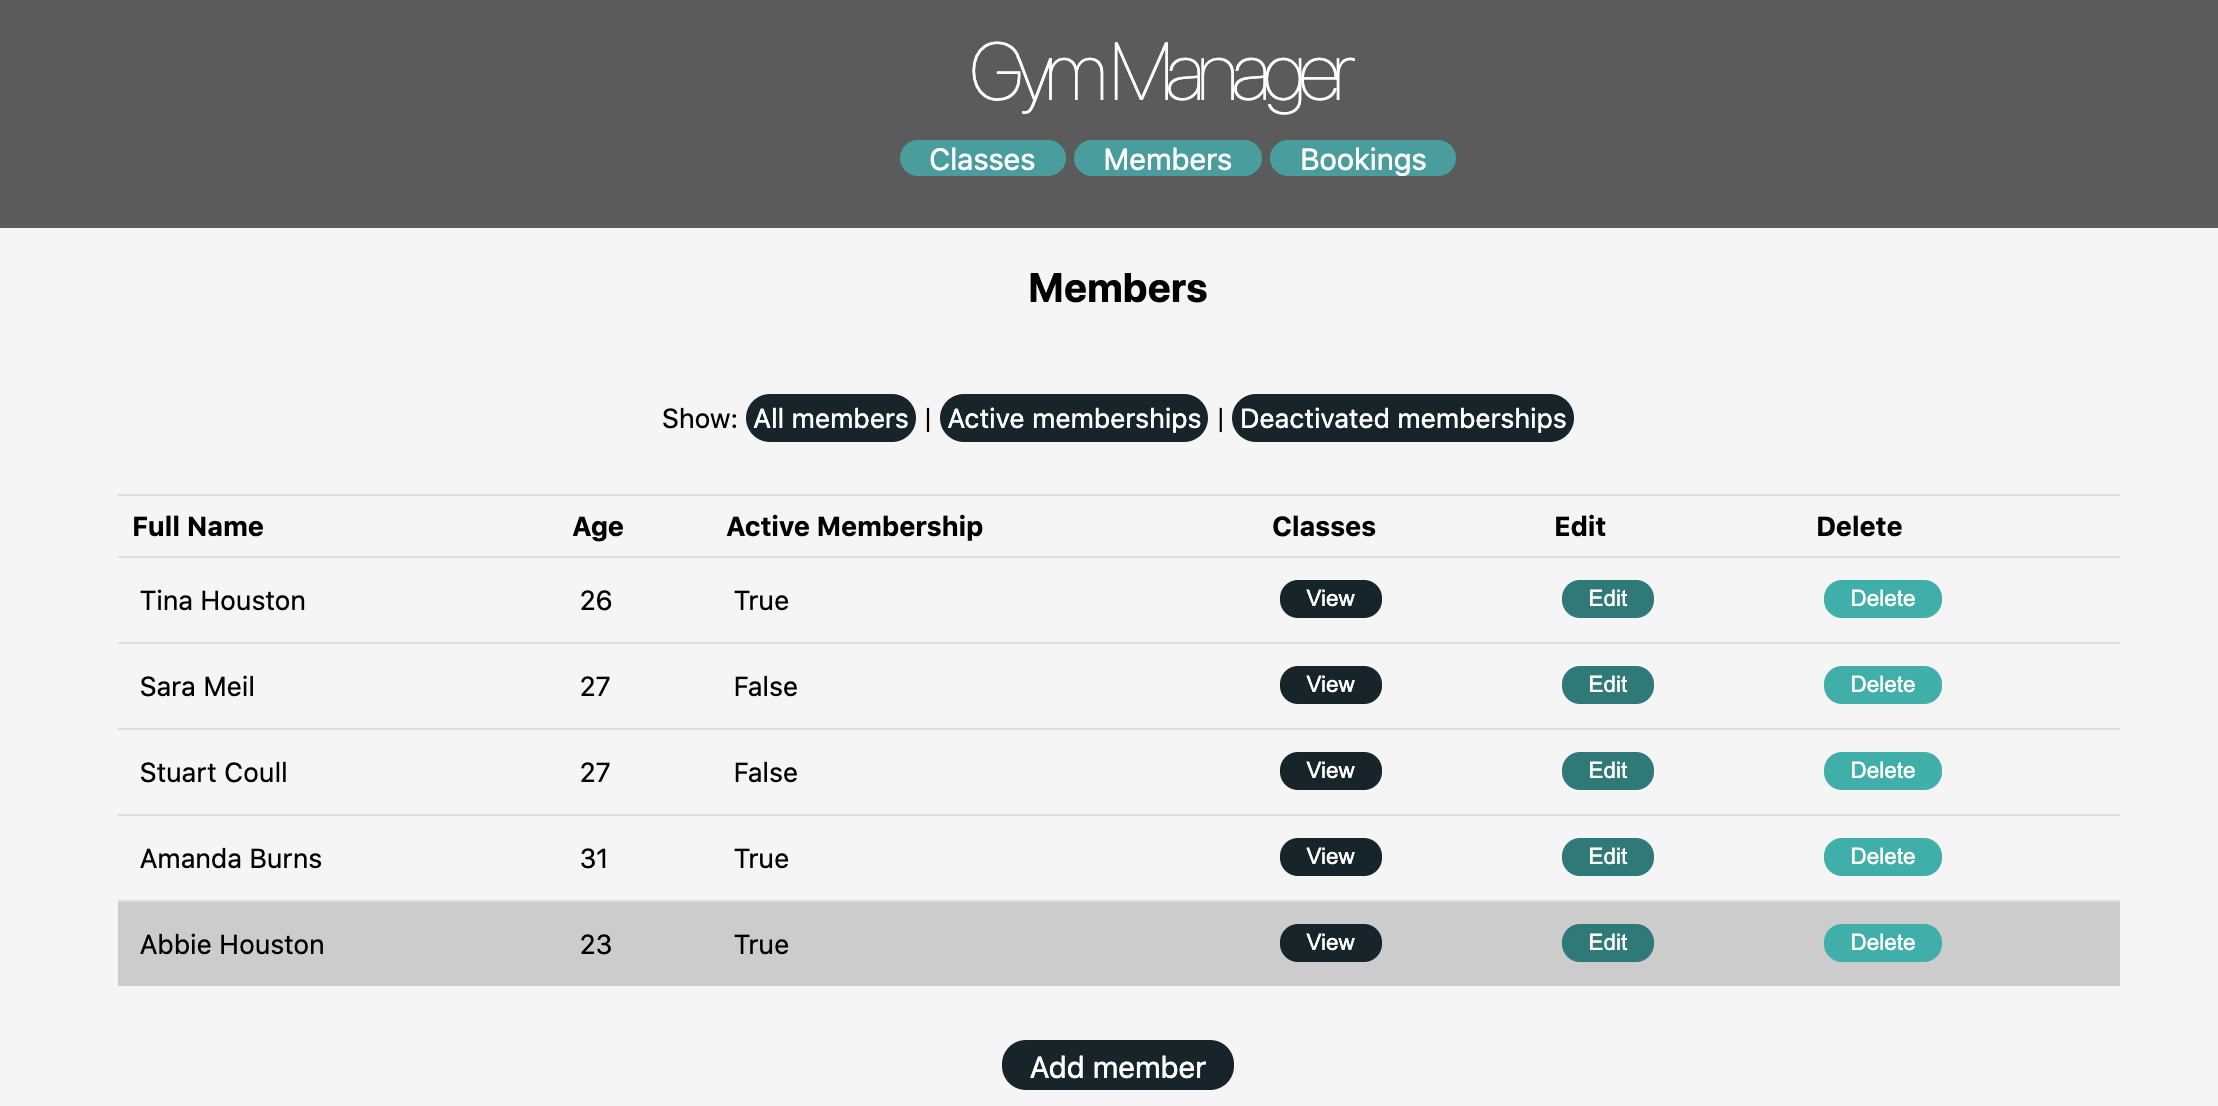 Gym Manager
Classes Members Bookings
Members
Show: All members | Active memberships | Deactivated memberships
Full Name Age Active Membership Classes Edit Delete
Tina Houston 26 True View Edit Delete
Sara Meil 27 False View Edit Delete
Stuart Coull 27 False View Edit Delete
Amanda Burns 31 True View Edit Delete
Abbie Houston 23 True View Edit Delete
Add member